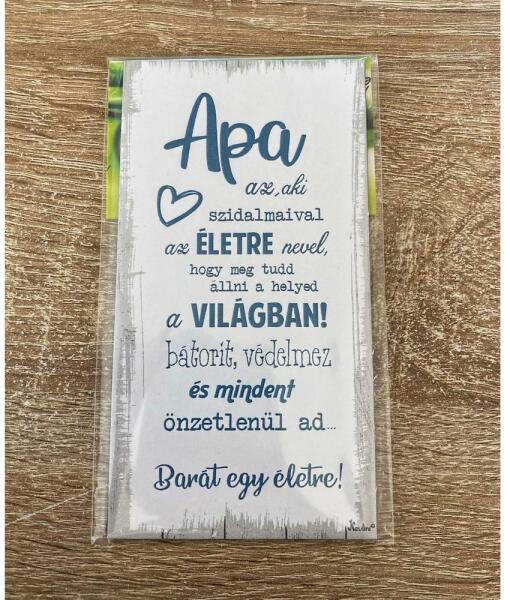 Apa
az, aki
szidalmaival
az ÉLETRE nevel,
hogy meg tudd
állni a helyed
a VILÁGBAN!
bátorit, védelmez
és mindent
önzetlenül ad...
Barát egy életre!